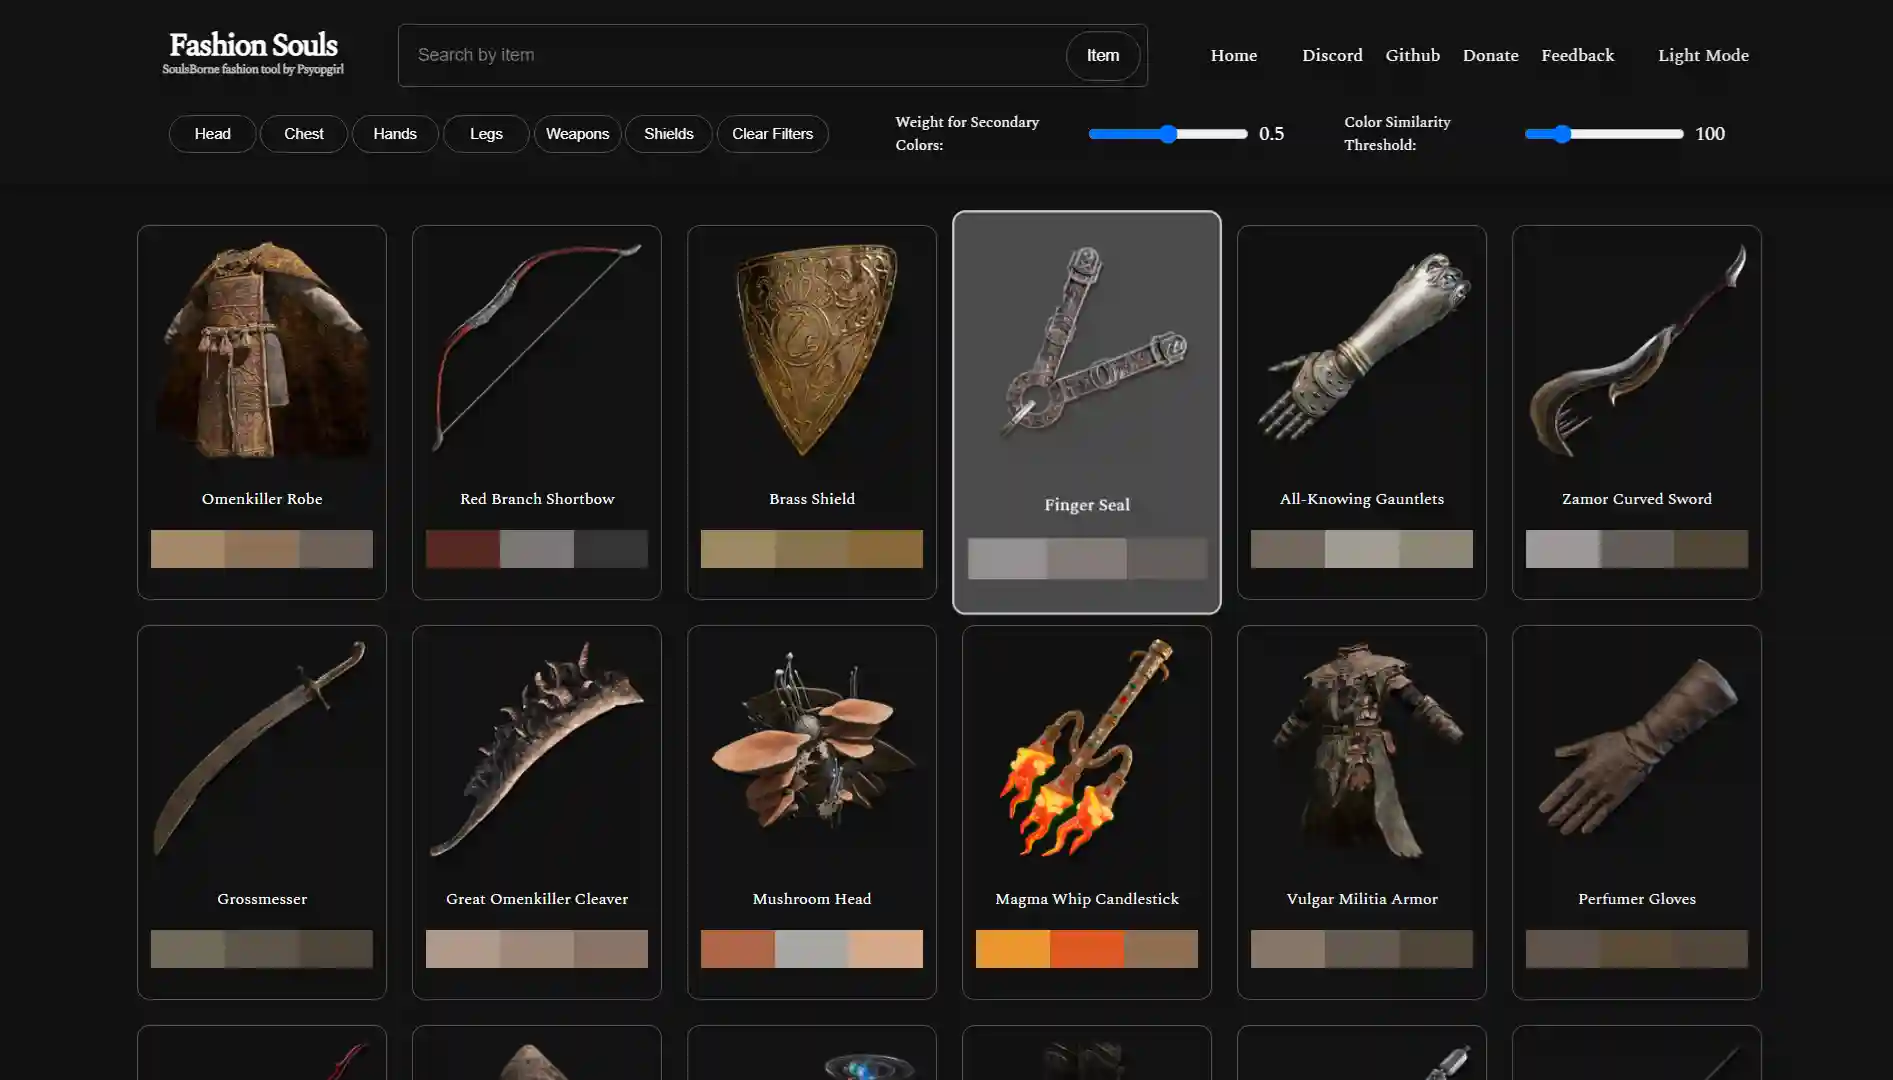 Fashion Souls
SoulsBorne fashion tool by Psyopgirl
Search by item
Item
Home
Discord
Github
Donate
Feedback
Light Mode
Head
Chest
Hands
Legs
Weapons
Shields
Clear Filters
Weight for Secondary
Colors:
0.5
Color Similarity
Threshold:
100
Omenkiller Robe
Red Branch Shortbow
Brass Shield
Finger Seal
All-Knowing Gauntlets
Zamor Curved Sword
Grossmesser
Great Omenkiller Cleaver
Mushroom Head
Magma Whip Candlestick
Vulgar Militia Armor
Perfumer Gloves